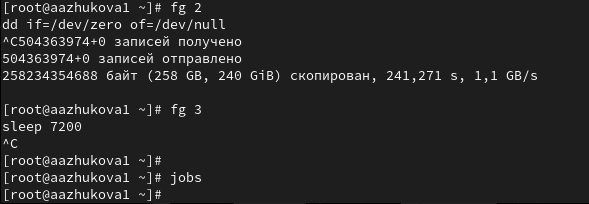 [root@aazhukova1 ~]# fg 2
dd if=/dev/zero of=/dev/null
^C504363974+0 записей получено
504363974+0 записей отправлено
258234354688 байт (258 GB, 240 GiB) скопирован, 241,271 s, 1,1 GB/s
[root@aazhukova1 ~]# fg 3
sleep 7200
^C
[root@aazhukova1 ~]#
[root@aazhukova1 ~]# jobs
[root@aazhukova1 ~]#